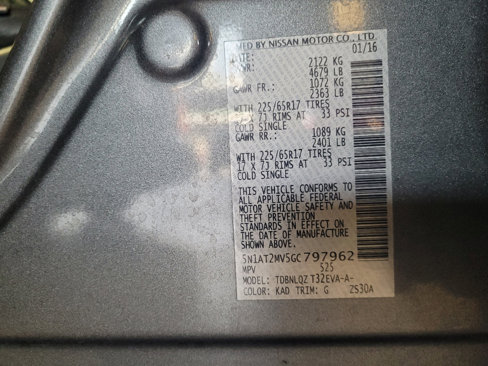 MFD BY NISSAN MOTOR CO., LTD.
DATE: 01/16
GVWR: 2122 KG
4679 LB
GAWR FR.: 1072 KG
2363 LB
WITH 225/65R17 TIRES
17 X 7J RIMS AT 33 PSI
COLD SINGLE
GAWR RR.: 1089 KG
2401 LB
WITH 225/65R17 TIRES
17 X 7J RIMS AT 33 PSI
COLD SINGLE
THIS VEHICLE CONFORMS TO
ALL APPLICABLE FEDERAL
MOTOR VEHICLE SAFETY AND
THEFT PREVENTION
STANDARDS IN EFFECT ON
THE DATE OF MANUFACTURE
SHOWN ABOVE.
5N1AT2MV5GC797962
MPV S25
MODEL: TDBNLQZ T32EVA-A-
COLOR: KAD TRIM: G ZS30A